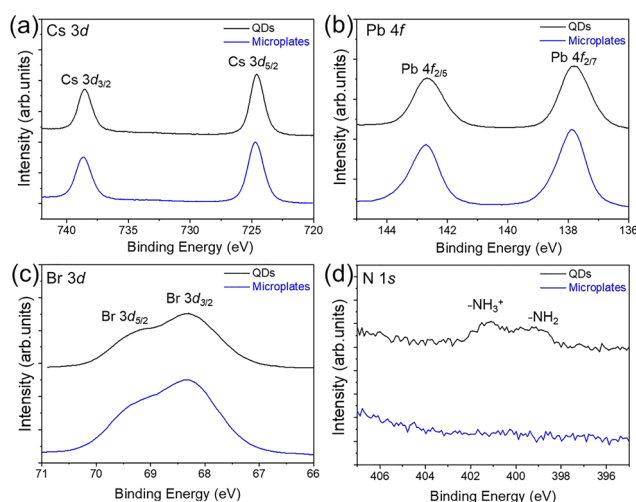 (a) Cs 3d
QDs
Microplates
Cs 3d5/2
Cs 3d3/2
Intensity (arb.units)
740 735 730 725 720
Binding Energy (eV)
(b) Pb 4f
QDs
Microplates
Pb 4f2/5
Pb 4f2/7
Intensity (arb.units)
144 142 140 138 136
Binding Energy (eV)
(c) Br 3d
QDs
Microplates
Br 3d3/2
Br 3d5/2
Intensity (arb.units)
71 70 69 68 67 66
Binding Energy (eV)
(d) N 1s
QDs
Microplates
-NH3+
-NH2
Intensity (arb.units)
406 404 402 400 398 396
Binding Energy (eV)